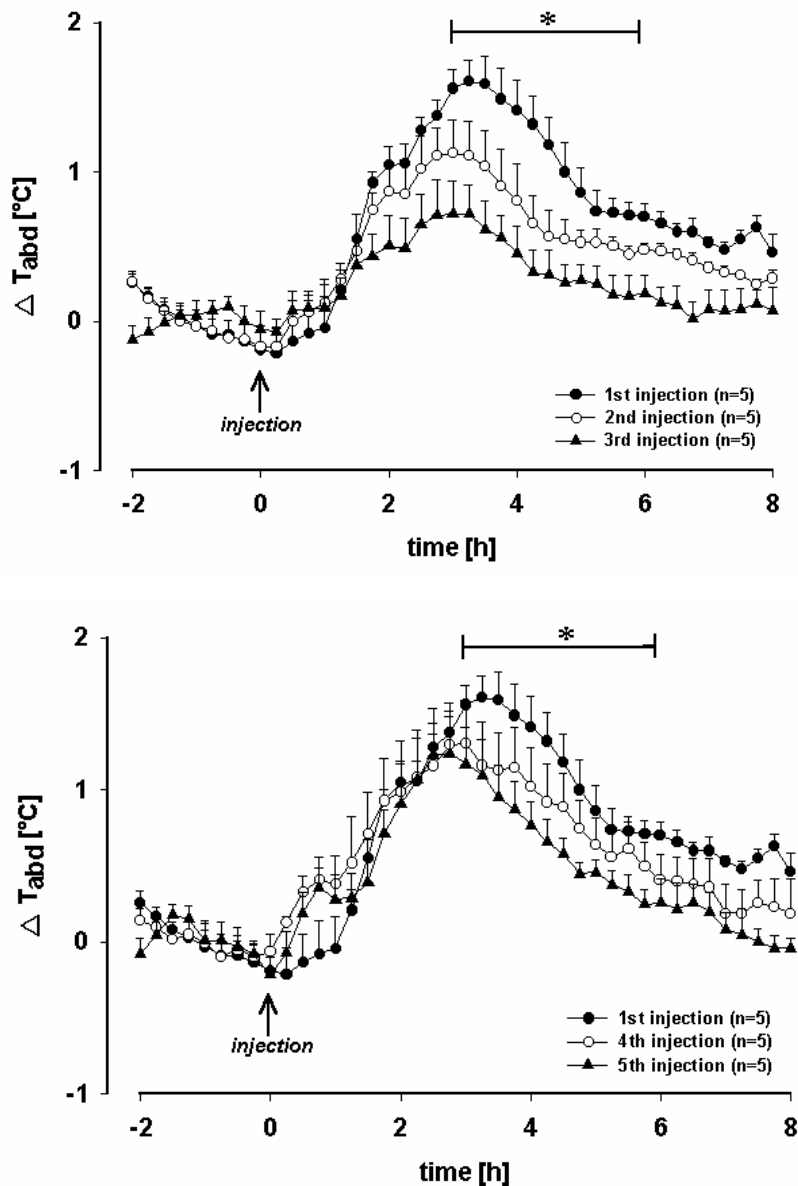 2
*
1
△ Tabd [°C]
0
injection
1st injection (n=5)
2nd injection (n=5)
3rd injection (n=5)
-1
-2 0 2 4 6 8
time [h]
2
*
1
△ Tabd [°C]
0
injection
1st injection (n=5)
4th injection (n=5)
5th injection (n=5)
-1
-2 0 2 4 6 8
time [h]